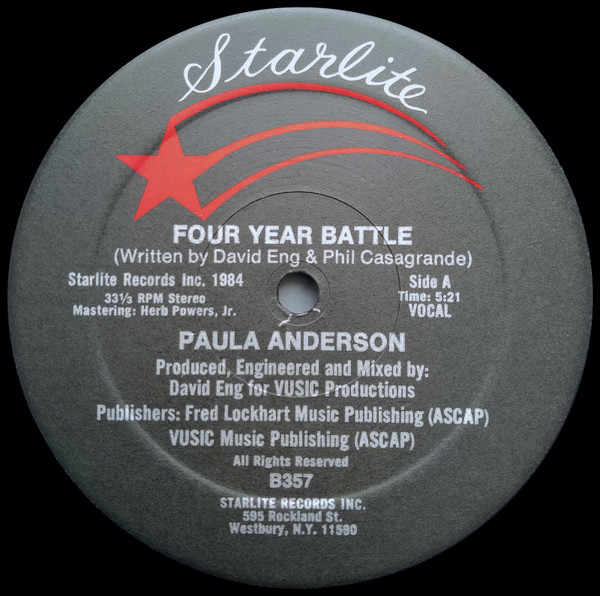 Starlite
FOUR YEAR BATTLE
(Written by David Eng & Phil Casagrande)
Starlite Records Inc. 1984
33⅓ RPM Stereo
Mastering: Herb Powers, Jr.
Side A
Time: 5:21
VOCAL
PAULA ANDERSON
Produced, Engineered and Mixed by:
David Eng for VUSIC Productions
Publishers: Fred Lockhart Music Publishing (ASCAP)
VUSIC Music Publishing (ASCAP)
All Rights Reserved
B357
STARLITE RECORDS INC.
595 Rockland St.
Westbury, N.Y. 11590